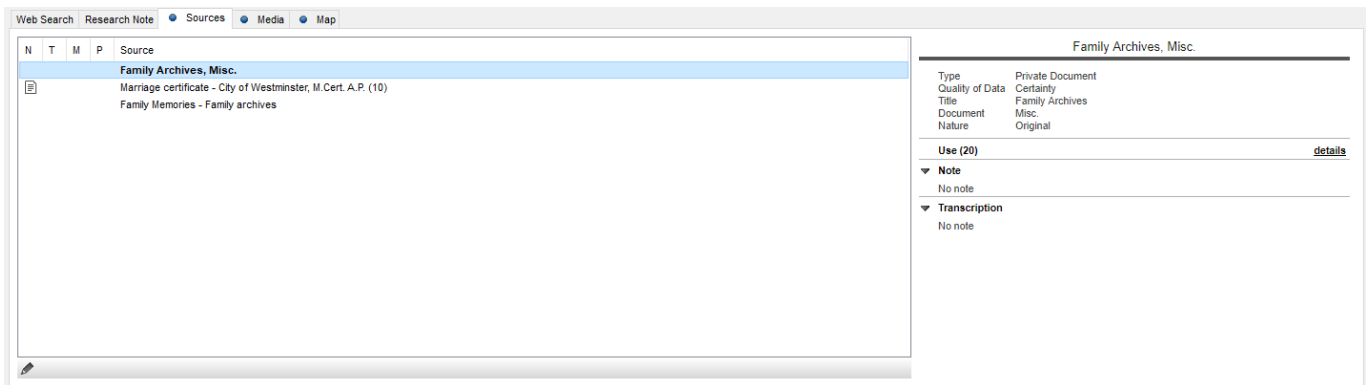 Web Search Research Note Sources Media Map
N T M P Source
Family Archives, Misc.
Marriage certificate - City of Westminster, M.Cert. A.P. (10)
Family Memories - Family archives
Family Archives, Misc.
Type Private Document
Quality of Data Certainty
Title Family Archives
Document Misc.
Nature Original
Use (20) details
Note
No note
Transcription
No note